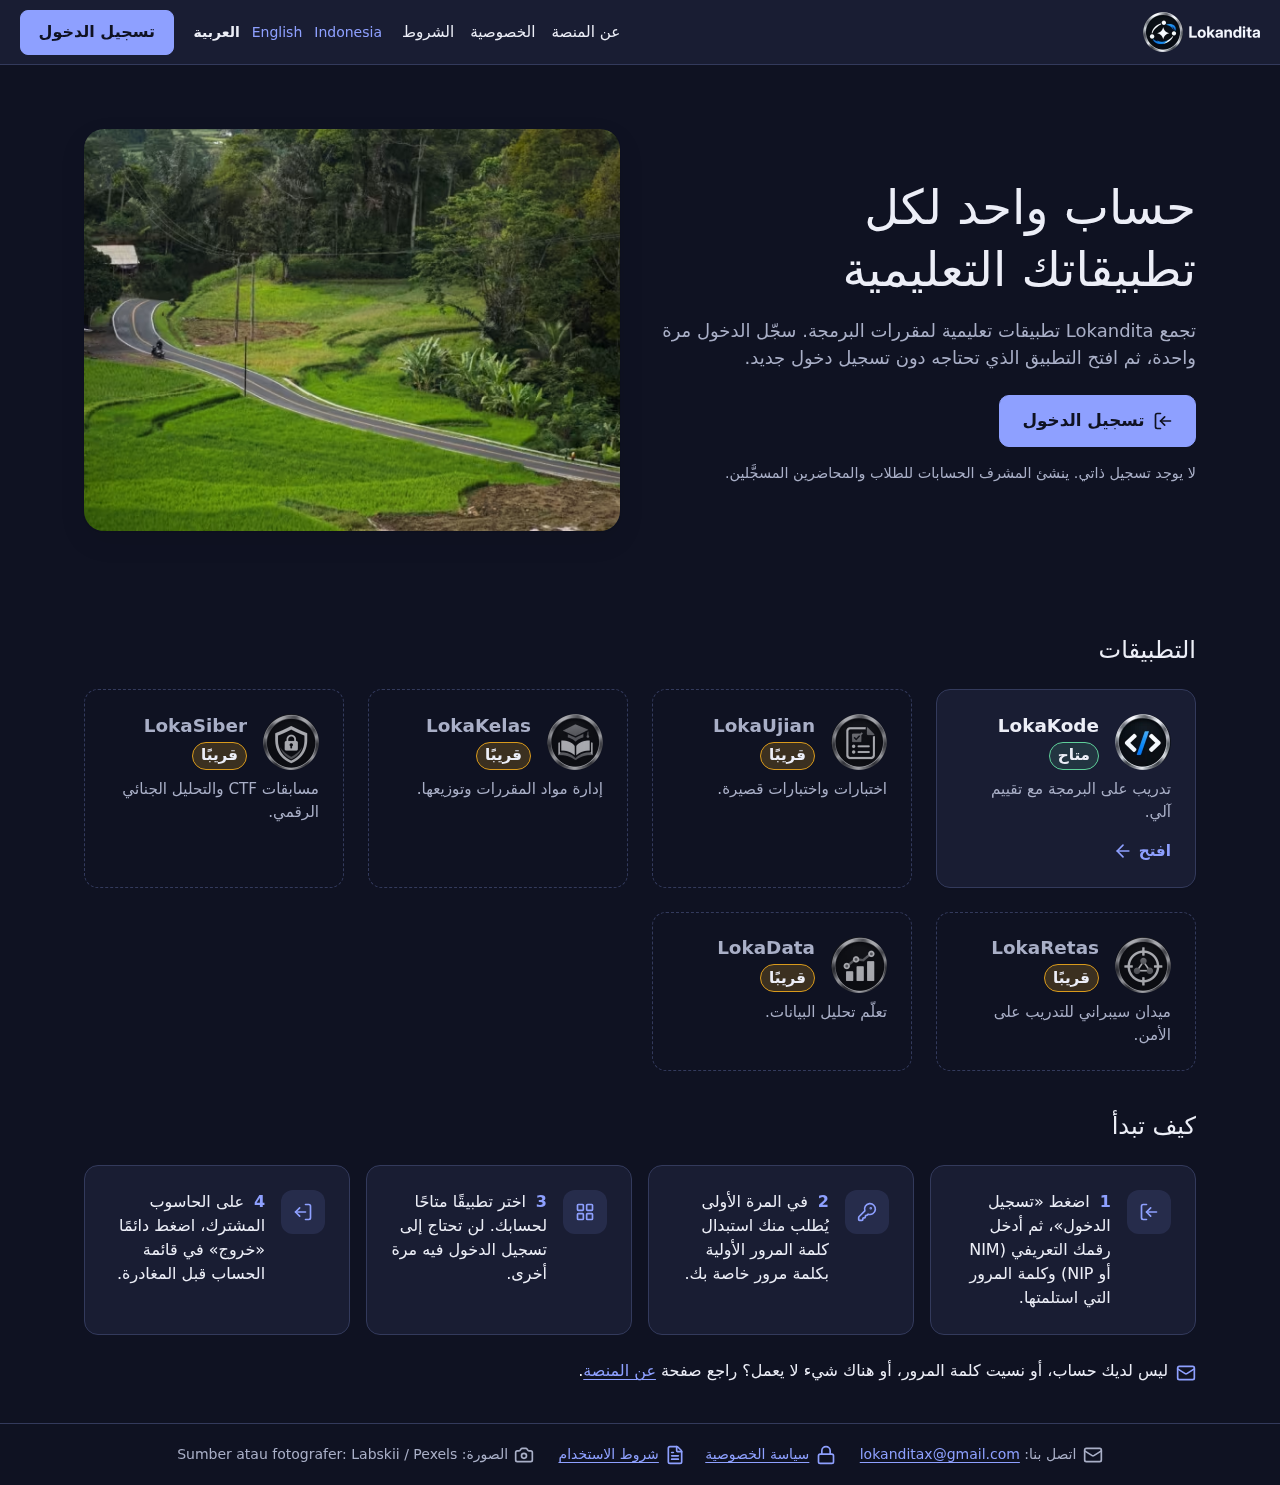 Lokandita
عن المنصة الخصوصية الشروط
Indonesia English العربية
تسجيل الدخول
حساب واحد لكل
تطبيقاتك التعليمية
تجمع Lokandita تطبيقات تعليمية لمقررات البرمجة. سجّل الدخول مرة
واحدة، ثم افتح التطبيق الذي تحتاجه دون تسجيل دخول جديد.
تسجيل الدخول
لا يوجد تسجيل ذاتي. ينشئ المشرف الحسابات للطلاب والمحاضرين المسجَّلين.
التطبيقات
LokaKode
متاح
تدريب على البرمجة مع تقييم
آلي.
افتح
LokaUjian
قريبًا
اختبارات واختبارات قصيرة.
LokaKelas
قريبًا
إدارة مواد المقررات وتوزيعها.
LokaSiber
قريبًا
مسابقات CTF والتحليل الجنائي
الرقمي.
LokaRetas
قريبًا
ميدان سيبراني للتدريب على
الأمن.
LokaData
قريبًا
تعلّم تحليل البيانات.
كيف تبدأ
1 اضغط «تسجيل
الدخول»، ثم أدخل
رقمك التعريفي (NIM
أو NIP) وكلمة المرور
التي استلمتها.
2 في المرة الأولى
يُطلب منك استبدال
كلمة المرور الأولية
بكلمة مرور خاصة بك.
3 اختر تطبيقًا متاحًا
لحسابك. لن تحتاج إلى
تسجيل الدخول فيه مرة
أخرى.
4 على الحاسوب
المشترك، اضغط دائمًا
«خروج» في قائمة
الحساب قبل المغادرة.
ليس لديك حساب، أو نسيت كلمة المرور، أو هناك شيء لا يعمل؟ راجع صفحة عن المنصة.
اتصل بنا: lokanditax@gmail.com
سياسة الخصوصية
شروط الاستخدام
الصورة: Sumber atau fotografer: Labskii / Pexels